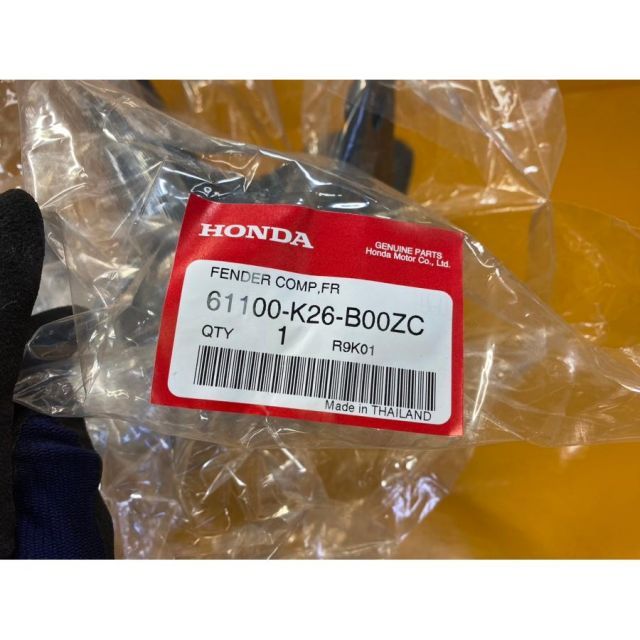 HONDA
GENUINE PARTS
Honda Motor Co., Ltd.
FENDER COMP,FR
61100-K26-B00ZC
QTY 1 R9K01
Made in THAILAND